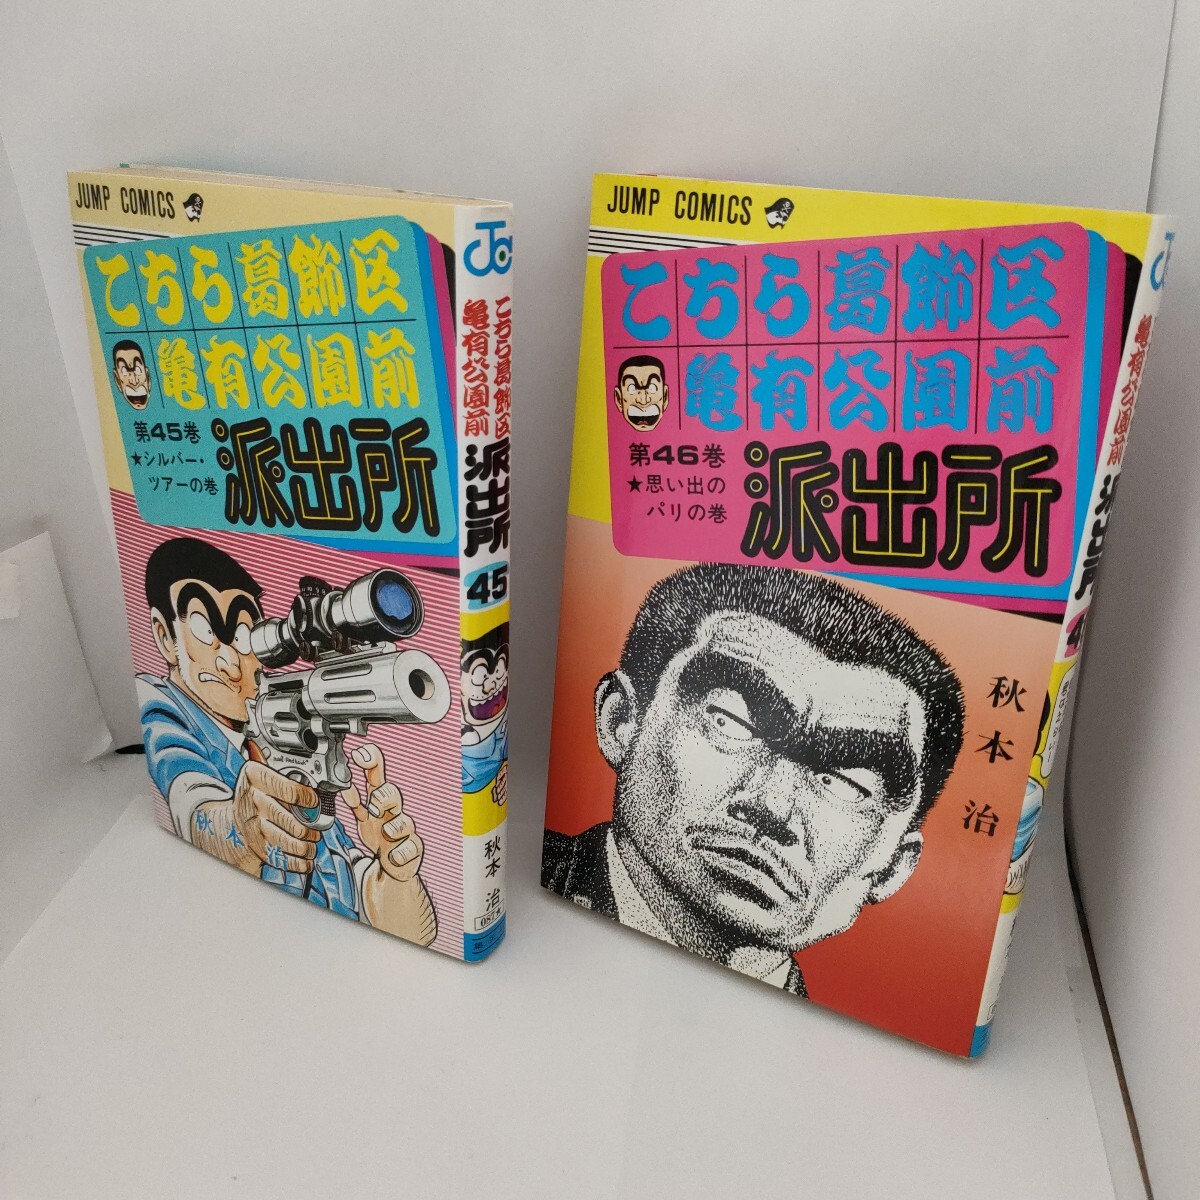 JUMP COMICS
こちら葛飾区
亀有公園前
派出所
第45巻
★シルバー・
ツアーの巻
秋本治
こちら葛飾区
亀有公園前
派出所
45
秋本治
JUMP COMICS
こちら葛飾区
亀有公園前
派出所
第46巻
★思い出の
パリの巻
秋本治
亀有公園前
派出所